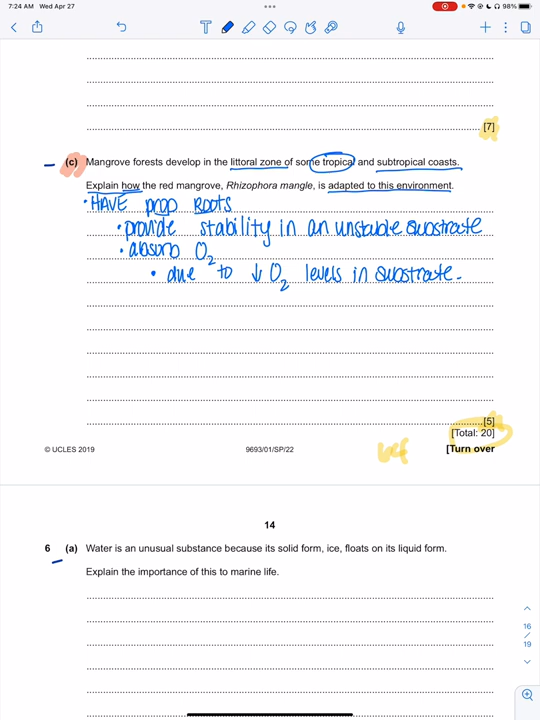 7:24 AM Wed Mar 27
98%
[7]
(c) Mangrove forests develop in the littoral zone of some tropical and subtropical coasts.
Explain how the red mangrove, Rhizophora mangle, is adapted to this environment.
• HAVE prop ROOTS
• provide stability in an unstable substrate
• absorb O2
• due to ↓ O2 levels in substrate.
[5]
[Total: 20]
© UCLES 2019 9693/01/SP/22 [Turn over
14
6 (a) Water is an unusual substance because its solid form, ice, floats on its liquid form.
Explain the importance of this to marine life.
16
/
19